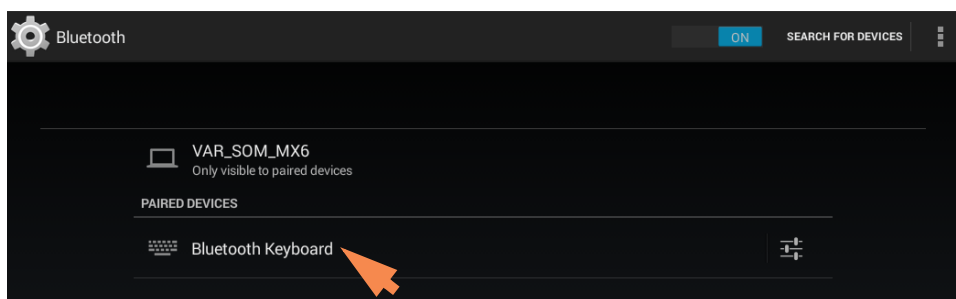 Bluetooth
ON
SEARCH FOR DEVICES
VAR_SOM_MX6
Only visible to paired devices
PAIRED DEVICES
Bluetooth Keyboard